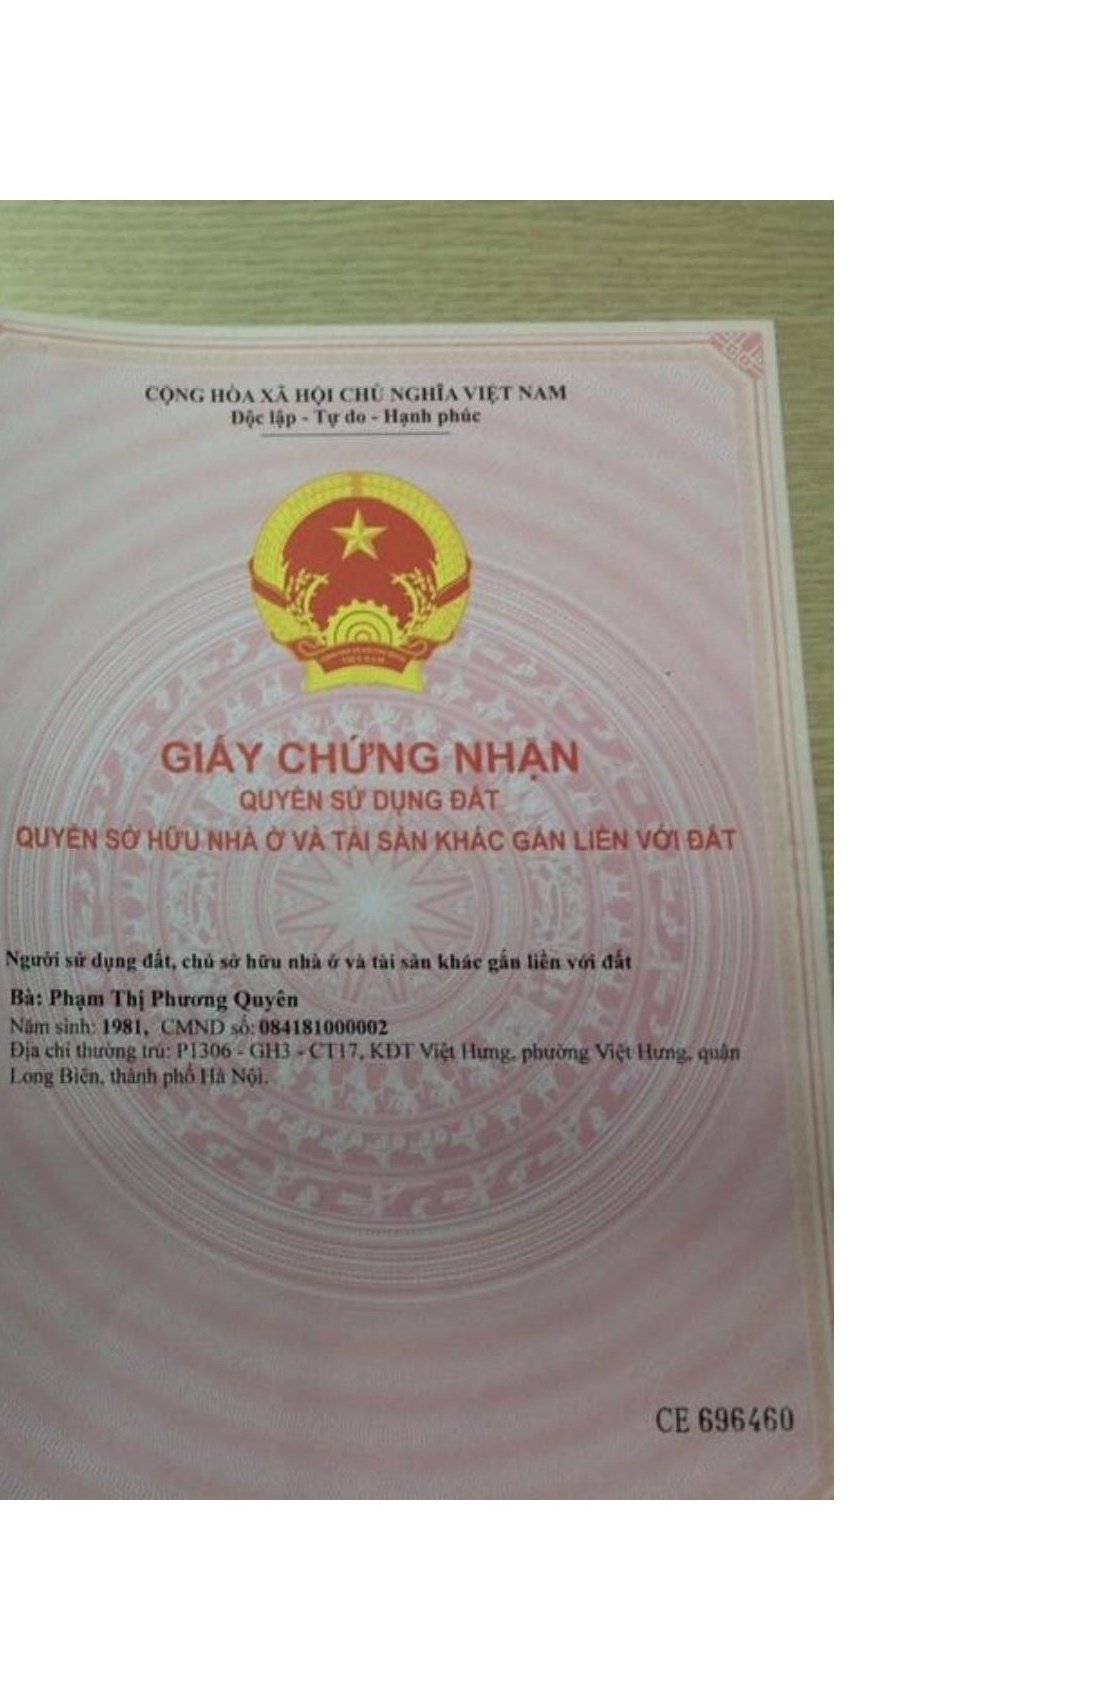 CỘNG HÒA XÃ HỘI CHỦ NGHĨA VIỆT NAM
Độc lập - Tự do - Hạnh phúc
VIỆT NAM
GIẤY CHỨNG NHẬN
QUYỀN SỬ DỤNG ĐẤT
QUYỀN SỞ HỮU NHÀ Ở VÀ TÀI SẢN KHÁC GẮN LIỀN VỚI ĐẤT
Người sử dụng đất, chủ sở hữu nhà ở và tài sản khác gắn liền với đất
Bà: Phạm Thị Phương Quyên
Năm sinh: 1981, CMND số: 084181000002
Địa chỉ thường trú: P1306 - GH3 - CT17, KĐT Việt Hưng, phường Việt Hưng, quận
Long Biên, thành phố Hà Nội.
CE 696460